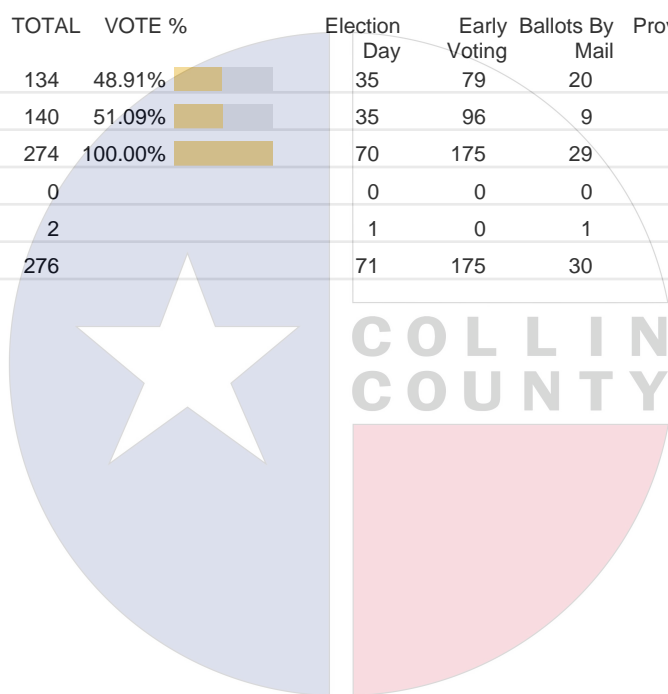 TOTAL VOTE % Election Day Early Voting Ballots By Mail Prov
134 48.91% 35 79 20
140 51.09% 35 96 9
274 100.00% 70 175 29
0 0 0 0
2 1 0 1
276 71 175 30
COLLIN
COUNTY